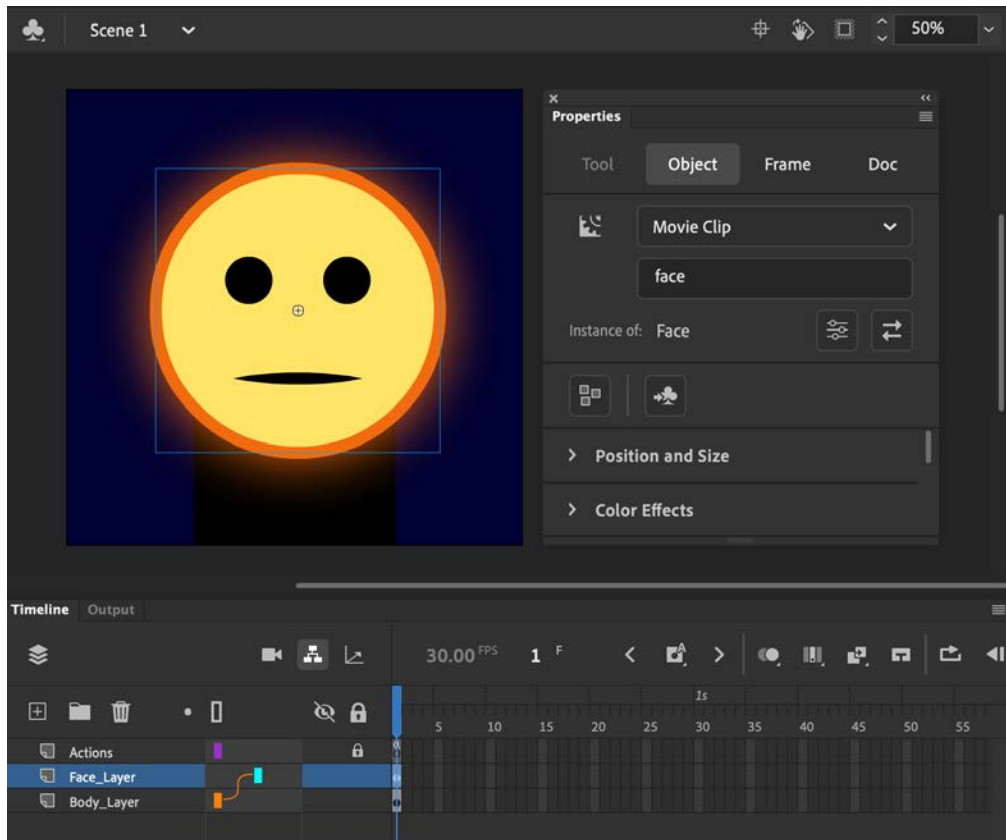 Scene 1
50%
Properties
Tool Object Frame Doc
Movie Clip
face
Instance of: Face
Position and Size
Color Effects
Timeline Output
30.00 FPS 1 F
1s
5 10 15 20 25 30 35 40 45 50 55
Actions
a
Face_Layer
Body_Layer